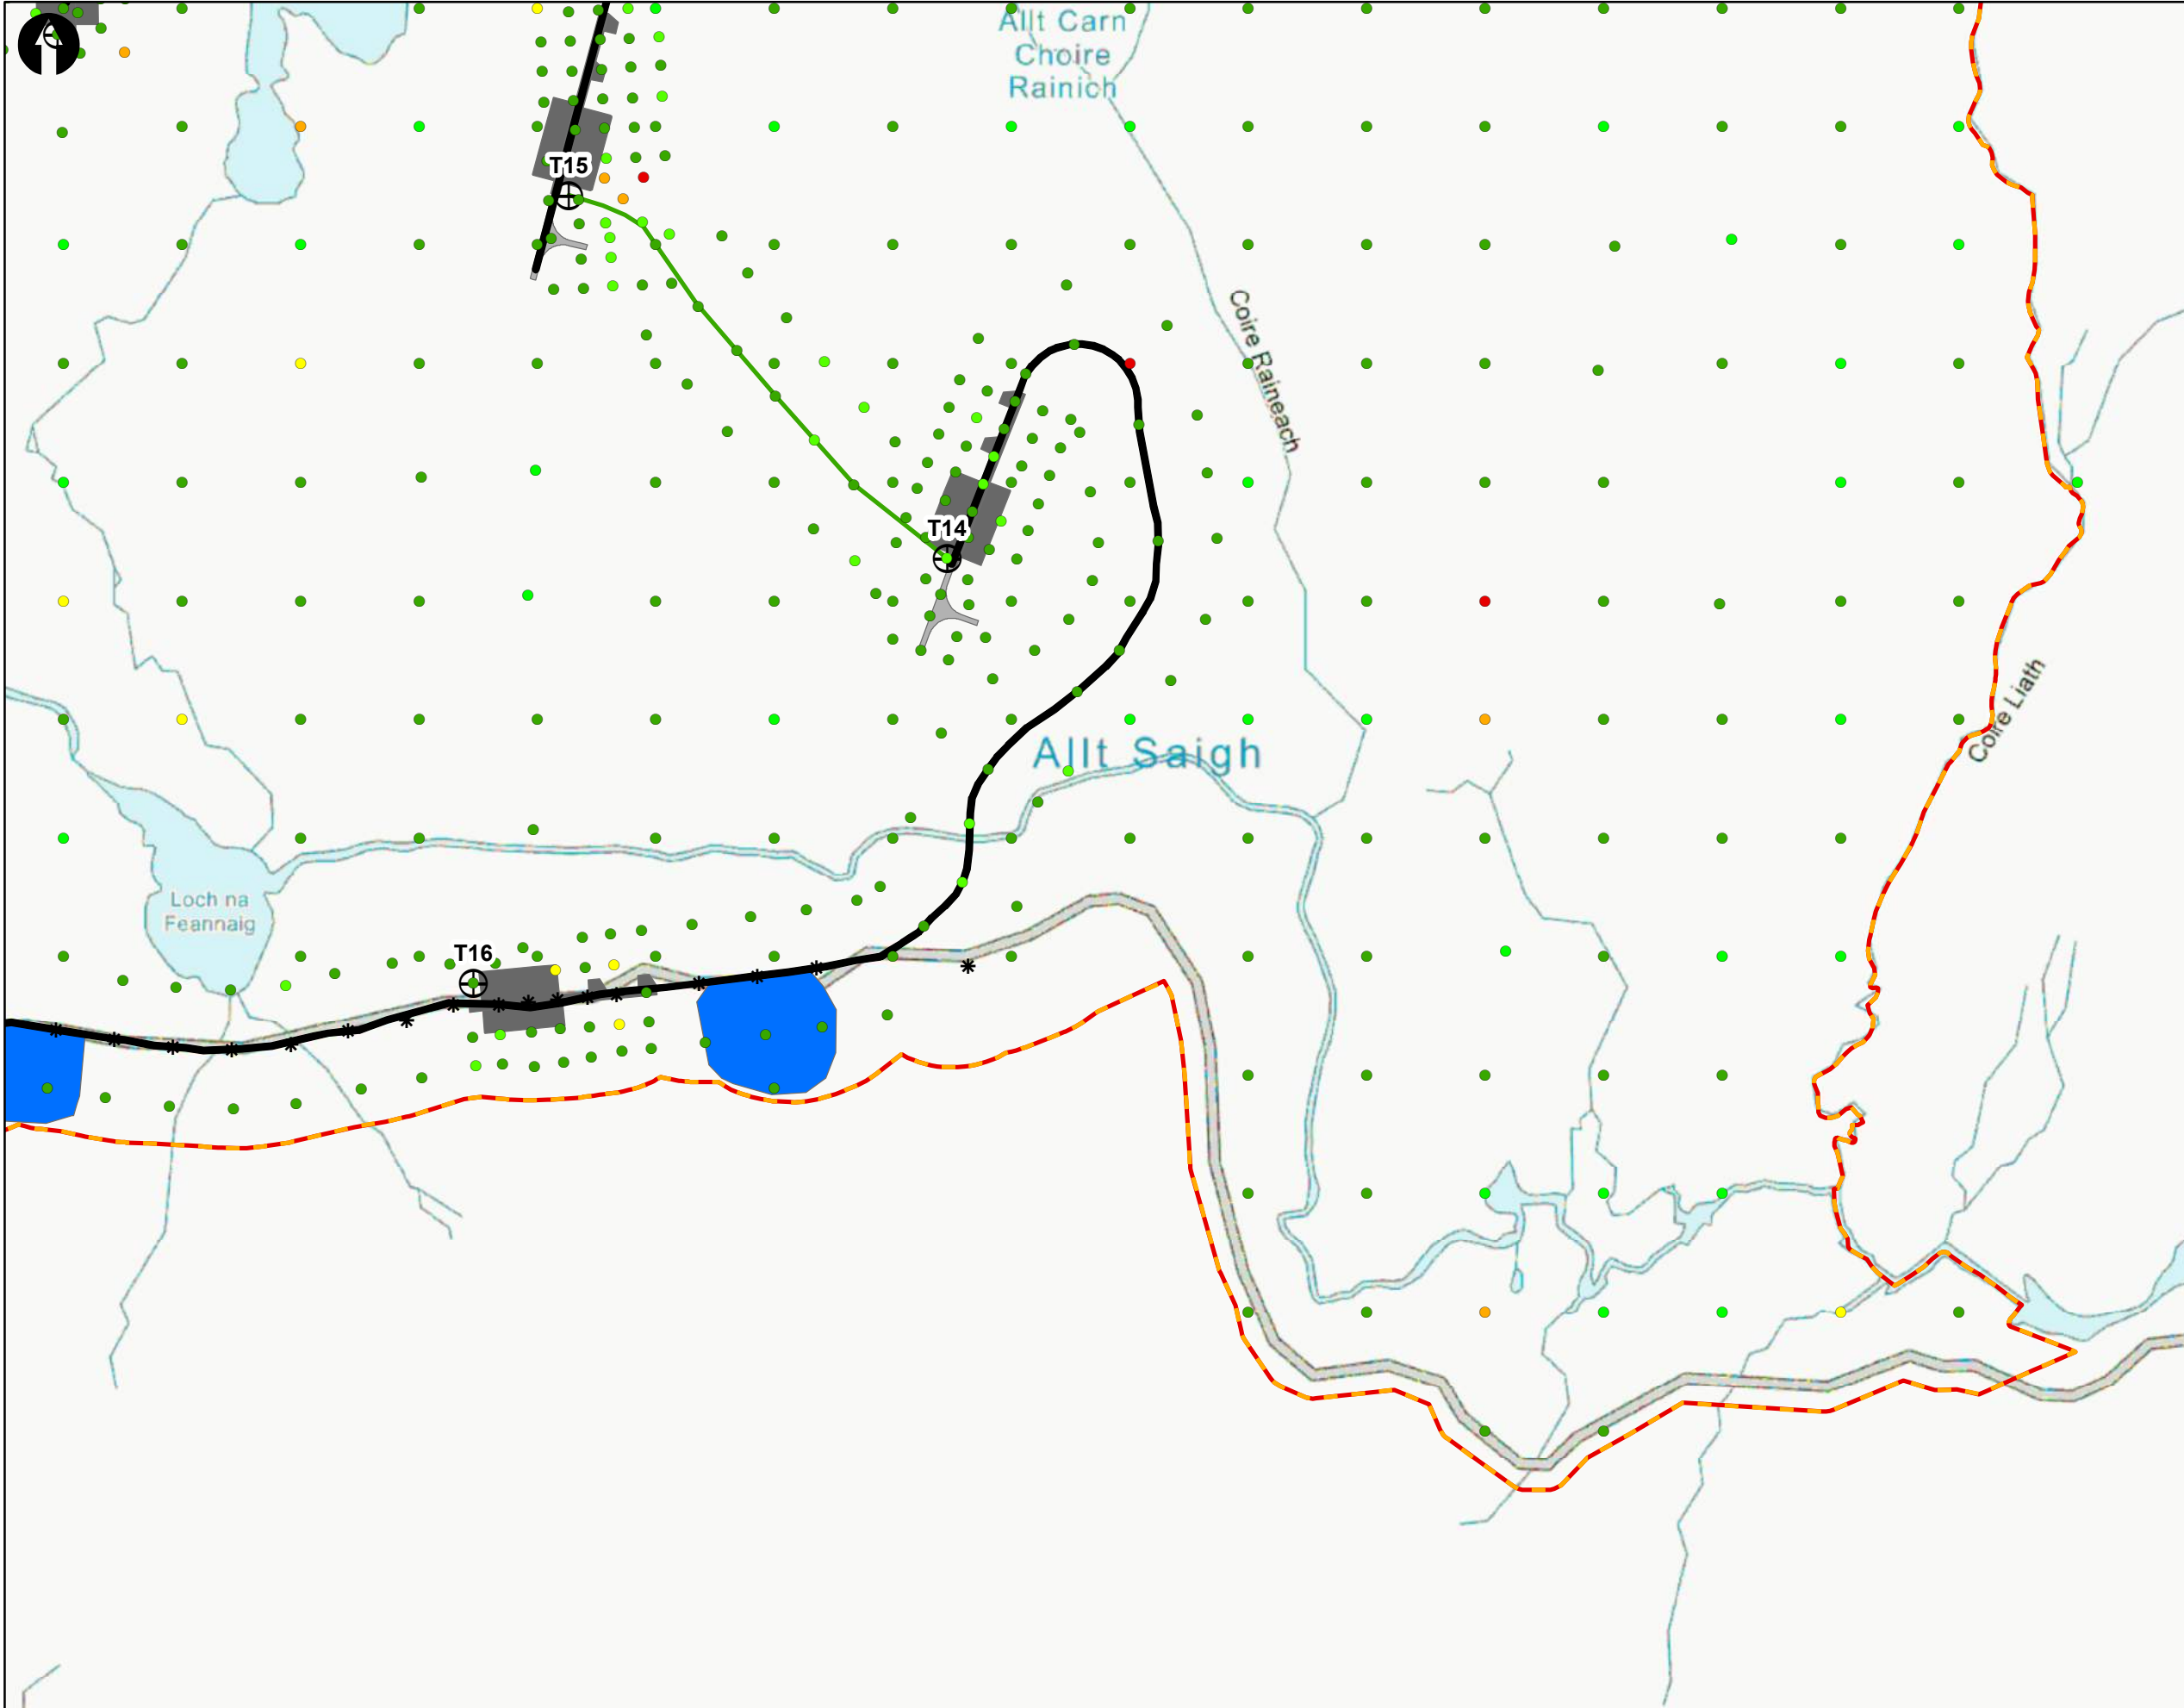 Allt Carn
Choire
Rainich
T15
Coire Raineach
T14
Coire Liath
Allt Saigh
Loch na
Feannaig
T16